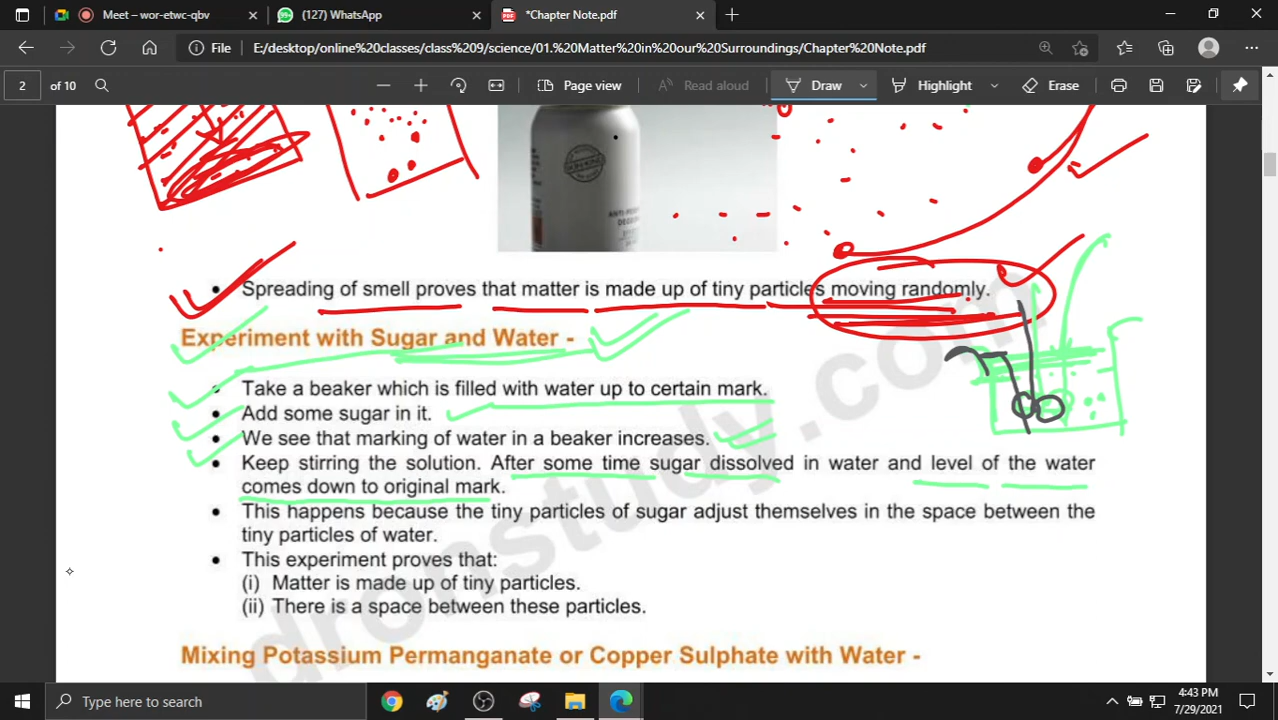 Meet – wor-etwc-qbv
(127) WhatsApp
*Chapter Note.pdf
File
E:/desktop/online%20classes/class%209/science/01.%20Matter%20in%20our%20Surroundings/Chapter%20Note.pdf
2 of 10
Page view
Read aloud
Draw
Highlight
Erase
• Spreading of smell proves that matter is made up of tiny particles moving randomly.
Experiment with Sugar and Water -
• Take a beaker which is filled with water up to certain mark.
• Add some sugar in it.
• We see that marking of water in a beaker increases.
• Keep stirring the solution. After some time sugar dissolved in water and level of the water
comes down to original mark.
• This happens because the tiny particles of sugar adjust themselves in the space between the
tiny particles of water.
• This experiment proves that:
(i) Matter is made up of tiny particles.
(ii) There is a space between these particles.
dronstudy.com
Mixing Potassium Permanganate or Copper Sulphate with Water -
Type here to search
4:43 PM
7/29/2021